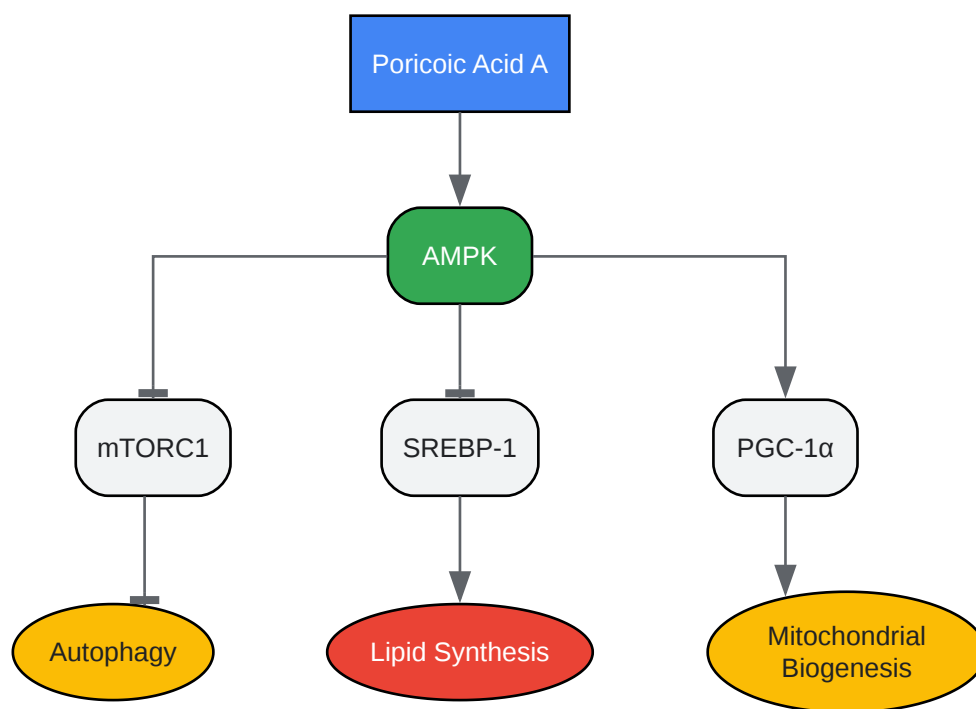 Poricoic Acid A
AMPK
mTORC1
SREBP-1
PGC-1α
Autophagy
Lipid Synthesis
Mitochondrial
Biogenesis